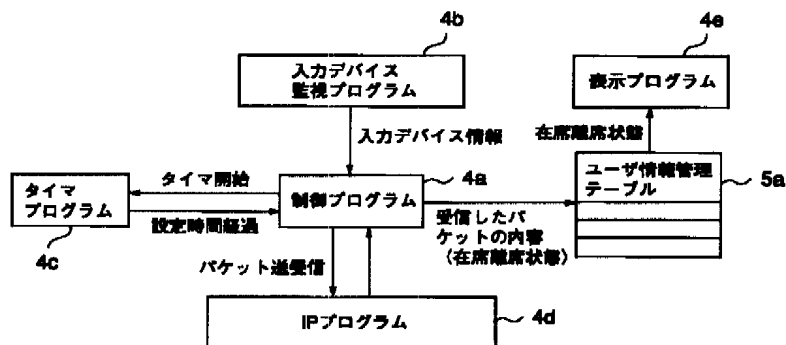 4b
入力デバイス
監視プログラム
4e
表示プログラム
入力デバイス情報
在席離席状態
タイマ
プログラム
4c
タイマ開始
設定時間経過
4a
制御プログラム
ユーザ情報管理
テーブル
5a
受信したパ
ケットの内容
（在席離席状態）
パケット送受信
IPプログラム
4d